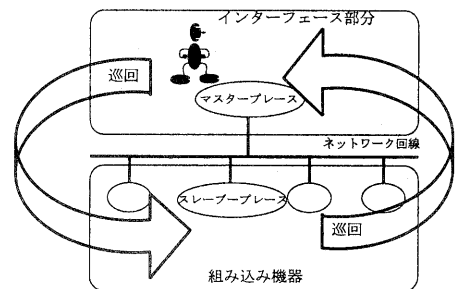 インターフェース部分
巡回
マスタープレース
ネットワーク回線
スレーブープレース
巡回
組み込み機器